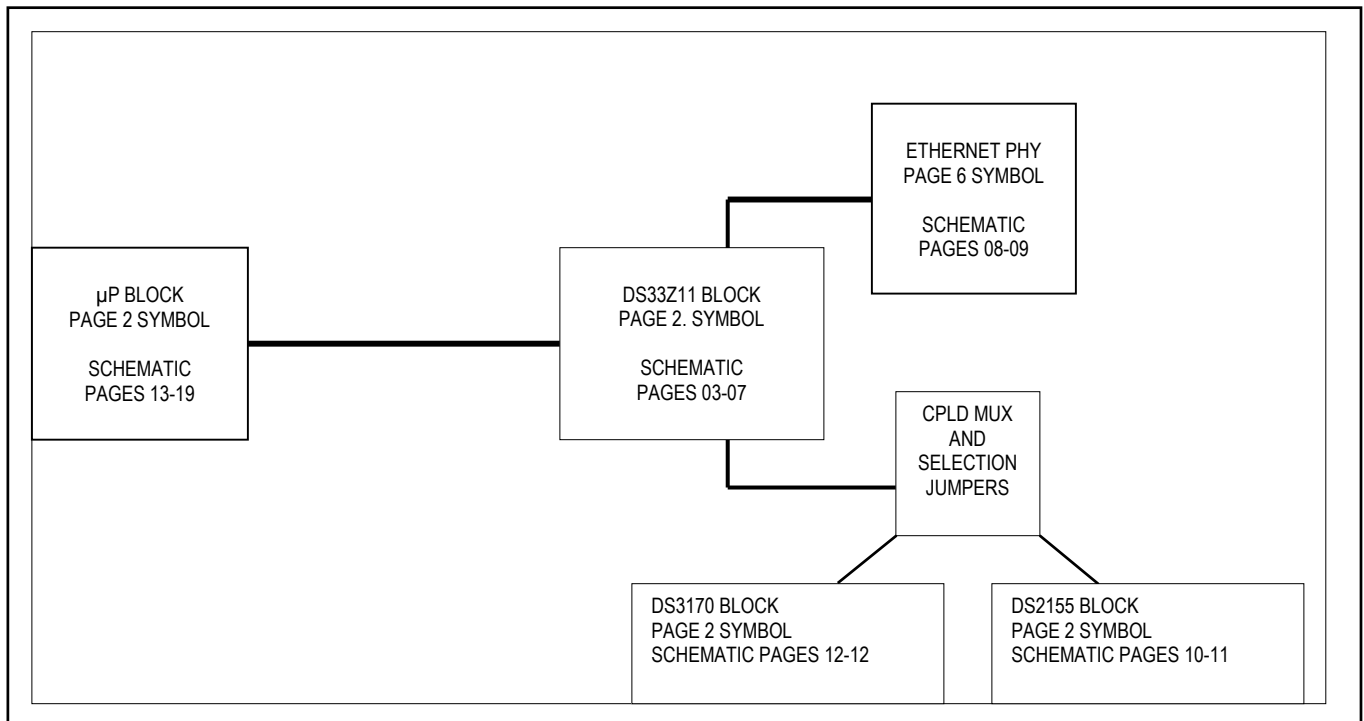 ETHERNET PHY
PAGE 6 SYMBOL
SCHEMATIC
PAGES 08-09
µP BLOCK
PAGE 2 SYMBOL
SCHEMATIC
PAGES 13-19
DS33Z11 BLOCK
PAGE 2. SYMBOL
SCHEMATIC
PAGES 03-07
CPLD MUX
AND
SELECTION
JUMPERS
DS3170 BLOCK
PAGE 2 SYMBOL
SCHEMATIC PAGES 12-12
DS2155 BLOCK
PAGE 2 SYMBOL
SCHEMATIC PAGES 10-11